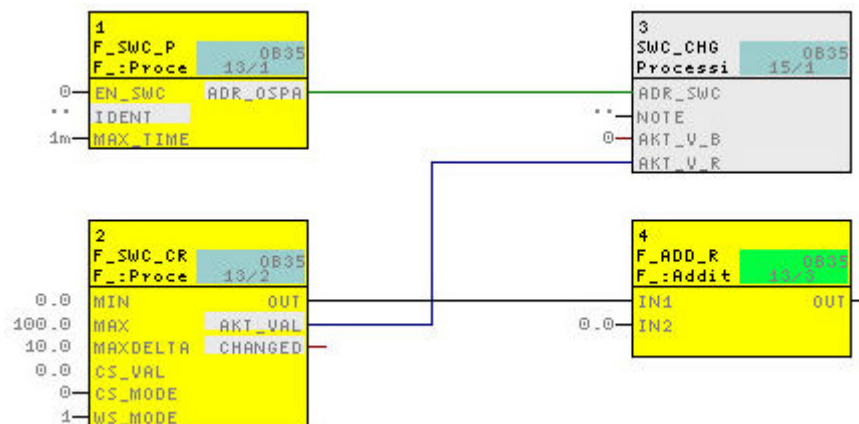 1
F_SWC_P OB35
F_:Proce 13/1
0 EN_SWC ADR_OSPA
.. IDENT
1m MAX_TIME
3
SWC_CHG OB35
Processi 15/1
ADR_SWC
.. NOTE
0 AKT_V_B
AKT_V_R
2
F_SWC_CR OB35
F_:Proce 13/2
0.0 MIN OUT
100.0 MAX AKT_VAL
10.0 MAXDELTA CHANGED
0.0 CS_VAL
0 CS_MODE
1 WS_MODE
4
F_ADD_R OB35
F_:Addit 13/3
IN1 OUT
0.0 IN2